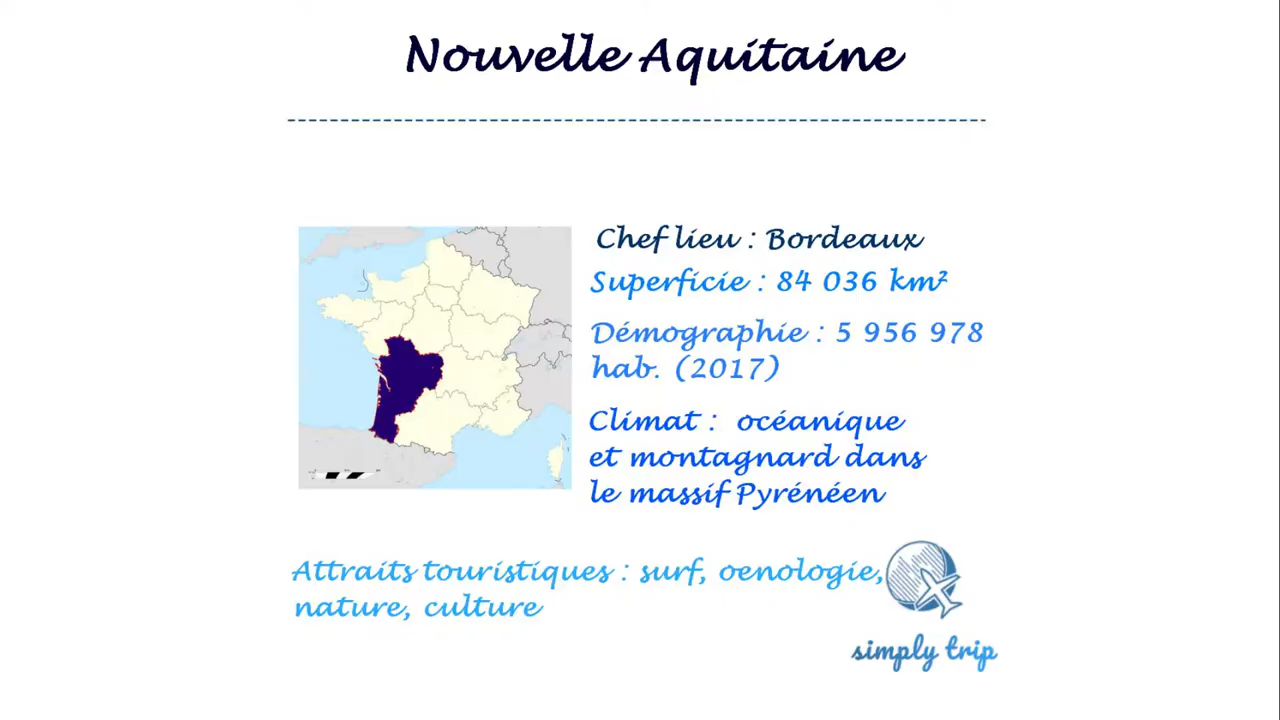 Nouvelle Aquitaine
Chef lieu : Bordeaux
Superficie : 84 036 km²
Démographie : 5 956 978
hab. (2017)
Climat : océanique
et montagnard dans
le massif Pyrénéen
Attraits touristiques : surf, oenologie,
nature, culture
simply trip